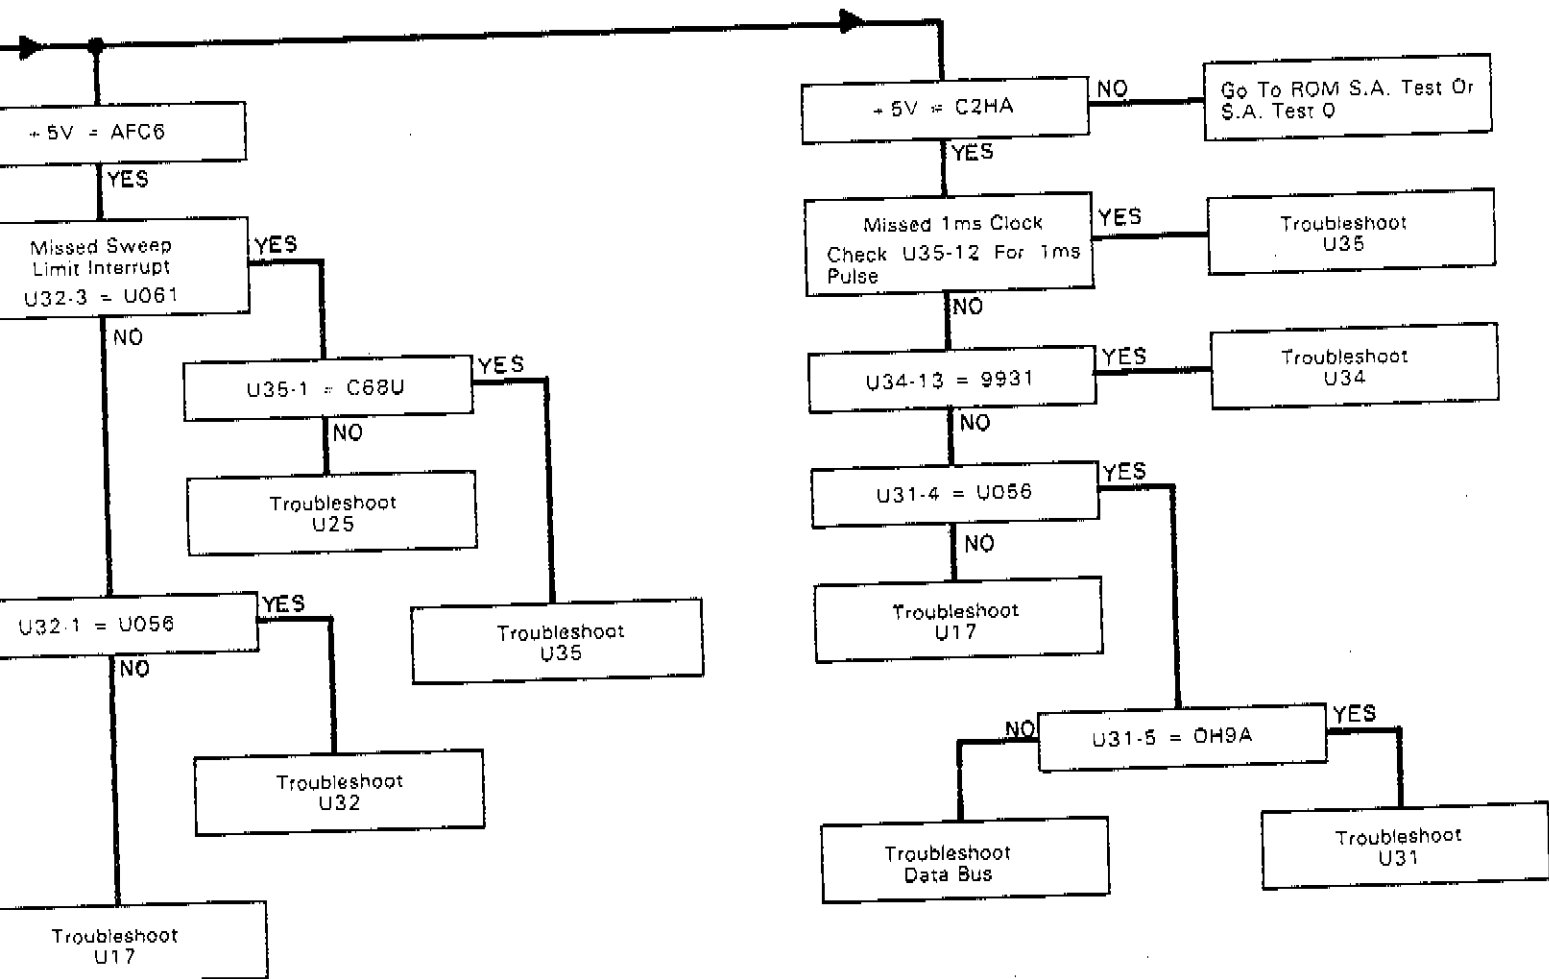 +5V = AFC6
YES
Missed Sweep
Limit Interrupt
U32-3 = U061
YES
NO
U35-1 = C68U
YES
NO
Troubleshoot
U25
Troubleshoot
U35
U32-1 = U056
YES
NO
Troubleshoot
U32
Troubleshoot
U17
+5V = C2HA
NO
Go To ROM S.A. Test Or
S.A. Test 0
YES
Missed 1ms Clock
Check U35-12 For 1ms
Pulse
YES
Troubleshoot
U35
NO
U34-13 = 9931
YES
Troubleshoot
U34
NO
U31-4 = U056
YES
NO
Troubleshoot
U17
NO
U31-5 = 0H9A
YES
Troubleshoot
Data Bus
Troubleshoot
U31